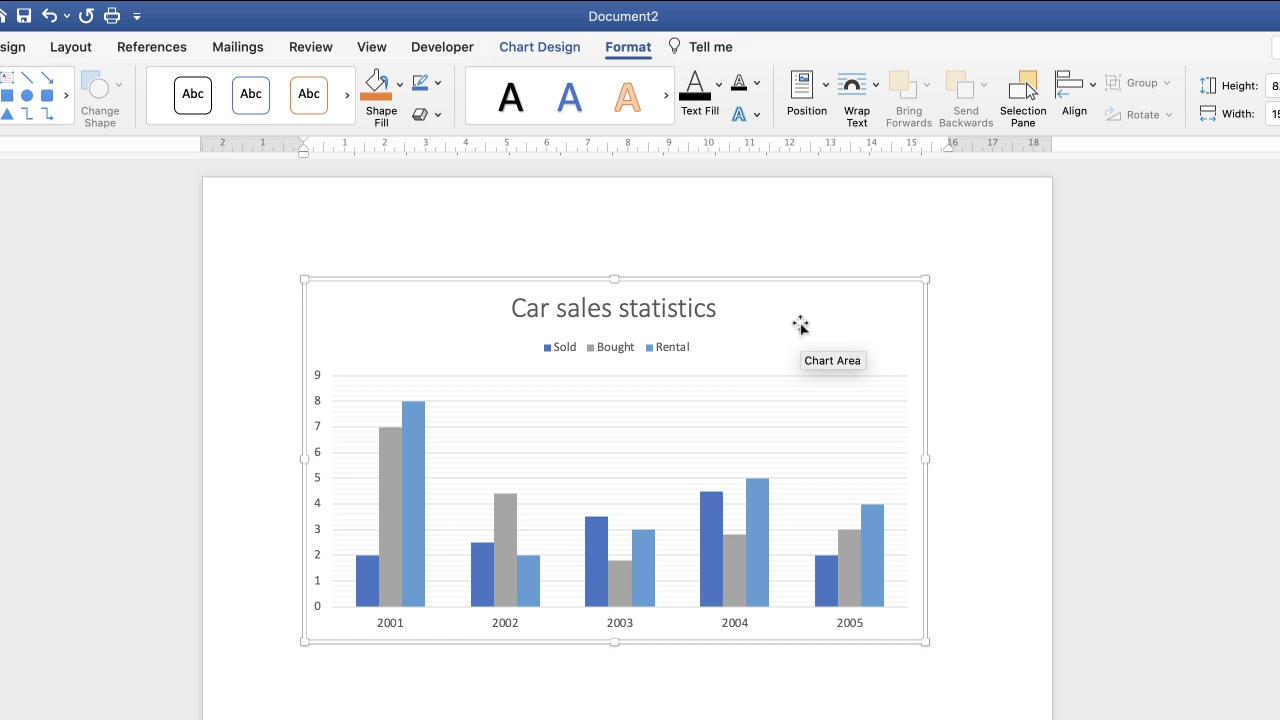 Document2
sign Layout References Mailings Review View Developer Chart Design Format Tell me
Change Shape
Abc Abc Abc
Shape Fill
A A A
Text Fill
Position
Wrap Text
Bring Forwards
Send Backwards
Selection Pane
Align
Group
Rotate
Height: 8.
Width: 15
2 1 1 2 3 4 5 6 7 8 9 10 11 12 13 14 15 16 17 18
Car sales statistics
Sold Bought Rental
Chart Area
9
8
7
6
5
4
3
2
1
0
2001 2002 2003 2004 2005